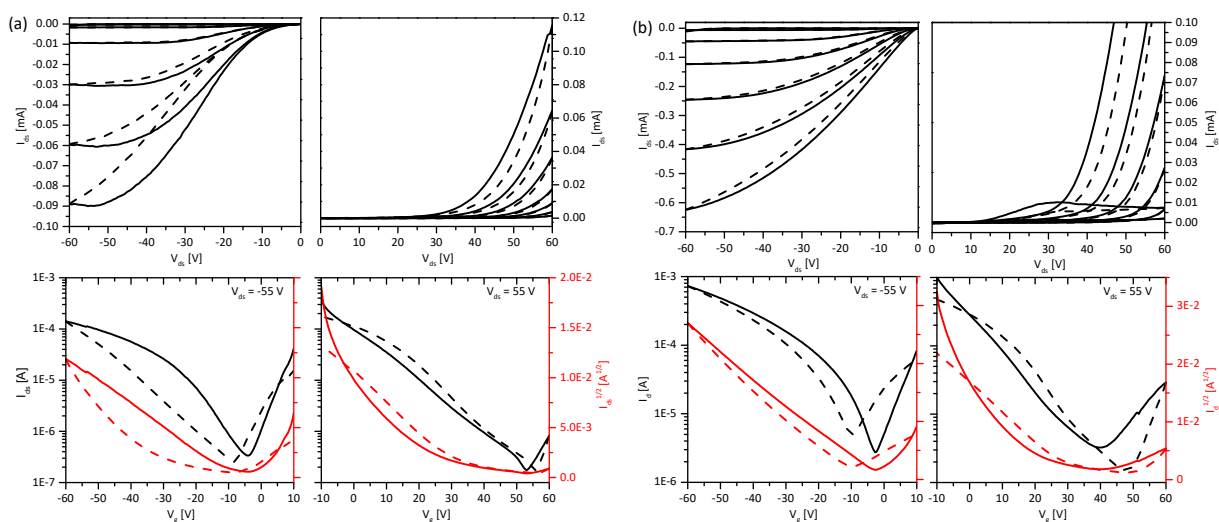 (a)
0.00
-0.01
-0.02
-0.03
-0.04
-0.05
-0.06
-0.07
-0.08
-0.09
-0.10
I_ds [mA]
-60 -50 -40 -30 -20 -10 0
V_ds [V]
0.12
0.10
0.08
0.06
0.04
0.02
0.00
I_ds [mA]
0 10 20 30 40 50 60
V_ds [V]
V_ds = -55 V
1E-3
1E-4
1E-5
1E-6
1E-7
I_ds [A]
-60 -50 -40 -30 -20 -10 0 10
V_g [V]
V_ds = 55 V
2.0E-2
1.5E-2
1.0E-2
5.0E-3
0.0
I_ds^1/2 [A^1/2]
-10 0 10 20 30 40 50 60
V_g [V]
(b)
0.0
-0.1
-0.2
-0.3
-0.4
-0.5
-0.6
-0.7
I_ds [mA]
-60 -50 -40 -30 -20 -10 0
V_ds [V]
0.10
0.09
0.08
0.07
0.06
0.05
0.04
0.03
0.02
0.01
0.00
I_ds [mA]
0 10 20 30 40 50 60
V_ds [V]
V_ds = -55 V
1E-3
1E-4
1E-5
1E-6
I_d [A]
-60 -50 -40 -30 -20 -10 0 10
V_g [V]
V_ds = 55 V
3E-2
2E-2
1E-2
0
I_d^1/2 [A^1/2]
-10 0 10 20 30 40 50 60
V_g [V]